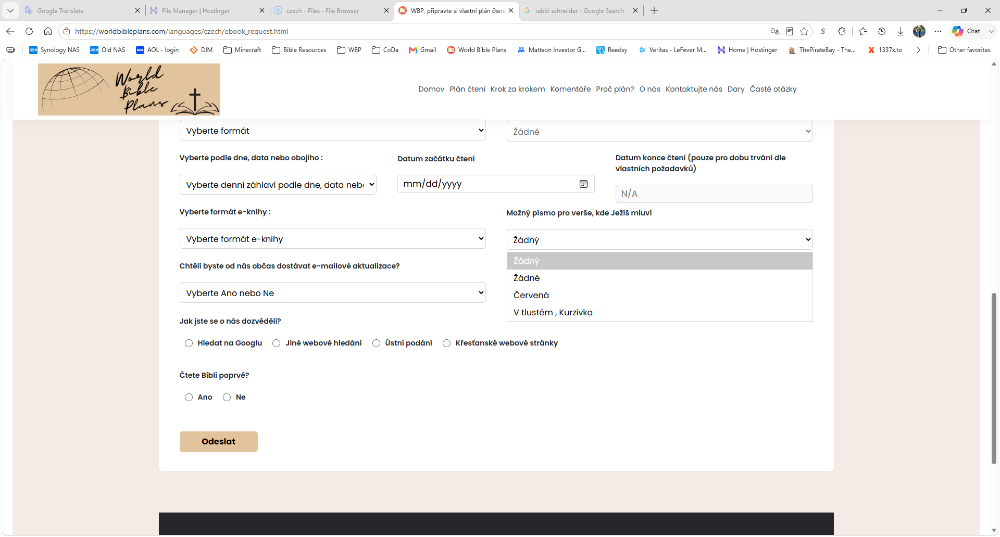 Google Translate
File Manager | Hostinger
czech - Files - File Browser
WBP, připravte si vlastní plán čtení
rabbi schneider - Google Search
https://worldbibleplans.com/languages/czech/ebook_request.html
Chat
Synology NAS
Old NAS
AOL - login
DIM
Minecraft
Bible Resources
WBP
CoDa
Gmail
World Bible Plans
Mattson Investor G...
Reedsy
Veritas - LeFever M...
Home | Hostinger
ThePirateBay - The...
1337x.to
Other favorites
World
Bible
Plans
Domov Plán čtení Krok za krokem Komentáře Proč plán? O nás Kontaktujte nás Dary Časté otázky
Vyberte formát
Žádné
Vyberte podle dne, data nebo obojího :
Datum začátku čtení
Datum konce čtení (pouze pro dobu trvání dle
vlastních požadavků)
Vyberte denní záhlaví podle dne, data neb
mm/dd/yyyy
N/A
Vyberte formát e-knihy :
Možný písmo pro verše, kde Ježíš mluví
Vyberte formát e-knihy
Žádný
Žádný
Žádné
Červená
V tlustém , Kurzívka
Chtěli byste od nás občas dostávat e-mailové aktualizace?
Vyberte Ano nebo Ne
Jak jste se o nás dozvěděli?
Hledat na Googlu Jiné webové hledání Ústní podání Křesťanské webové stránky
Čtete Bibli poprvé?
Ano Ne
Odeslat